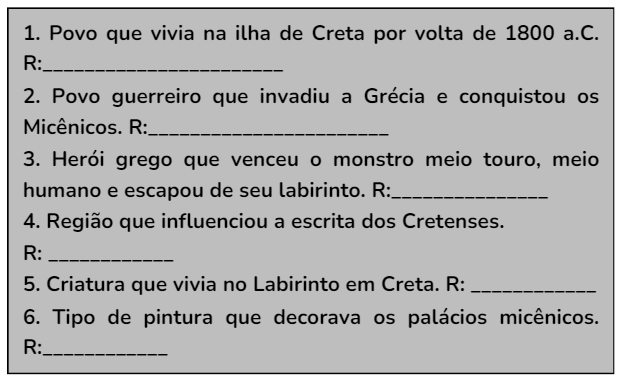 1. Povo que vivia na ilha de Creta por volta de 1800 a.C.
R:_______________________
2. Povo guerreiro que invadiu a Grécia e conquistou os
Micênicos. R:_______________________
3. Herói grego que venceu o monstro meio touro, meio
humano e escapou de seu labirinto. R:_______________
4. Região que influenciou a escrita dos Cretenses.
R: ____________
5. Criatura que vivia no Labirinto em Creta. R: ____________
6. Tipo de pintura que decorava os palácios micênicos.
R:____________